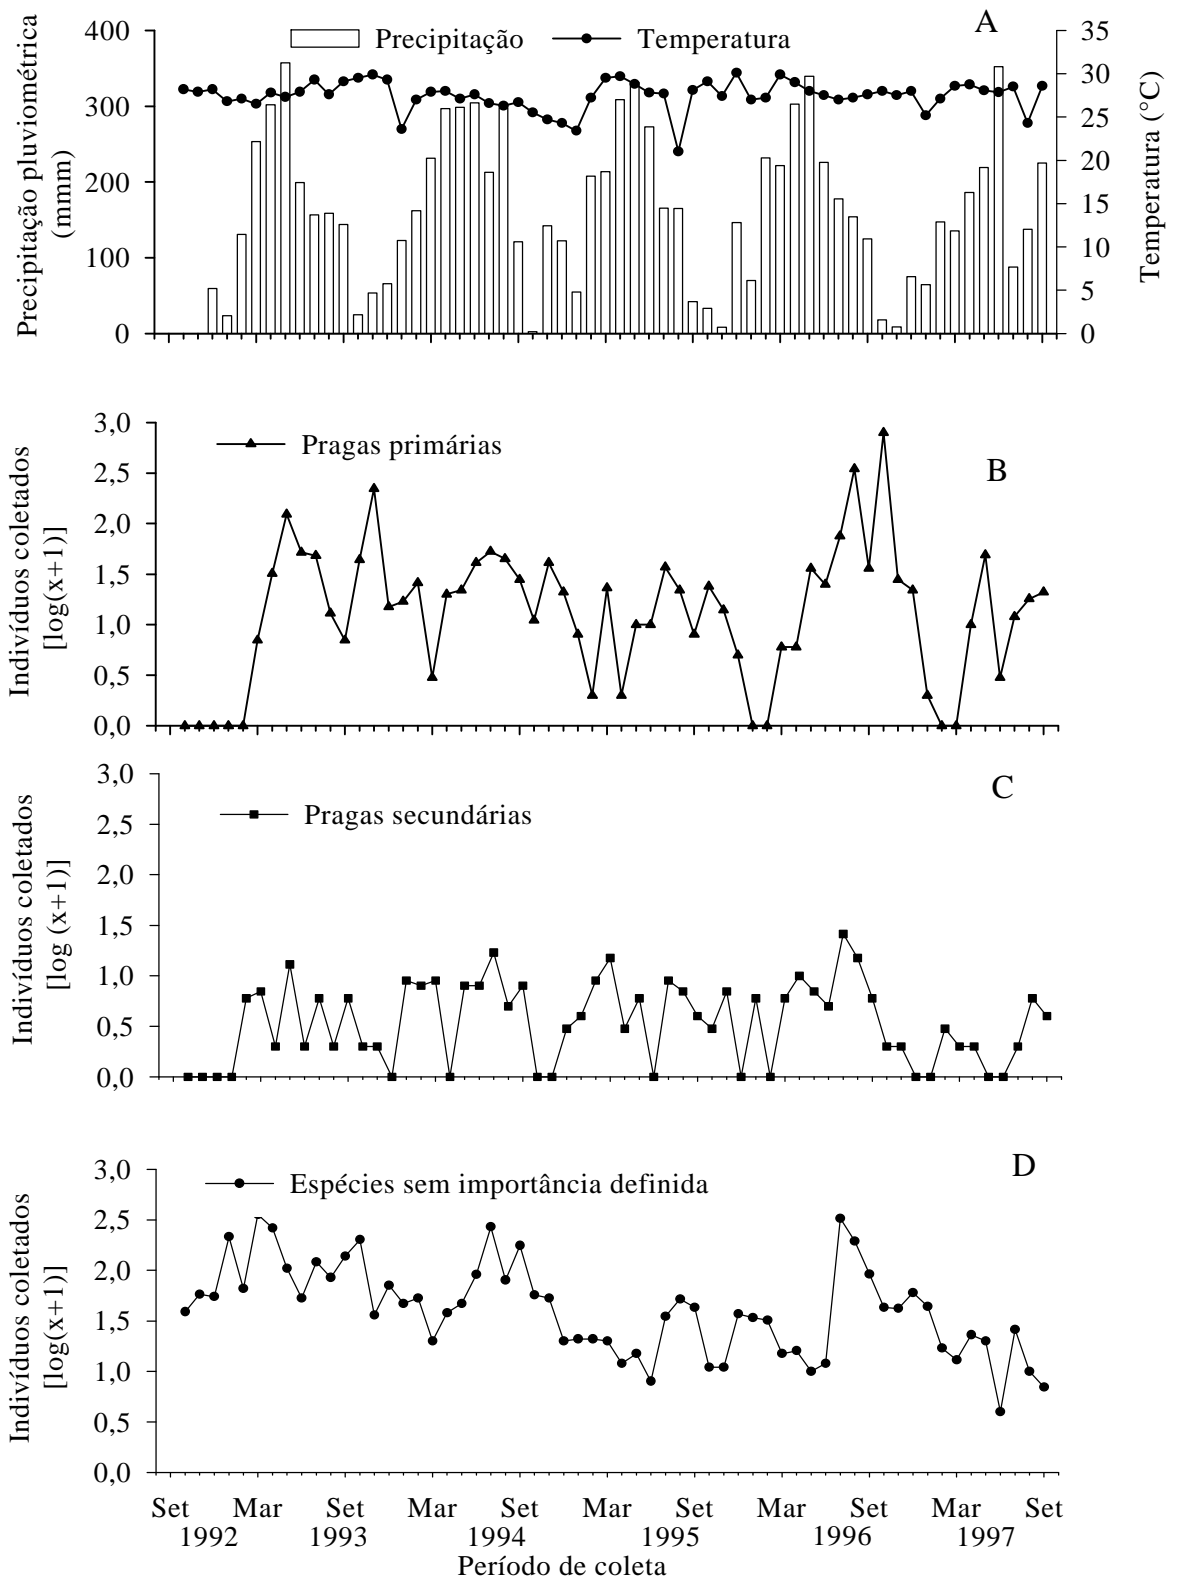 A
Precipitação Temperatura
Precipitação pluviométrica
(mmm)
400
300
200
100
0
35
30
25
20
15
10
5
0
Temperatura (°C)
B
Pragas primárias
Indivíduos coletados
[log(x+1)]
3,0
2,5
2,0
1,5
1,0
0,5
0,0
C
Pragas secundárias
Indivíduos coletados
[log (x+1)]
3,0
2,5
2,0
1,5
1,0
0,5
0,0
D
Espécies sem importância definida
Indivíduos coletados
[log(x+1)]
3,0
2,5
2,0
1,5
1,0
0,5
0,0
Set Mar Set Mar Set Mar Set Mar Set Mar Set
1992 1993 1994 1995 1996 1997
Período de coleta